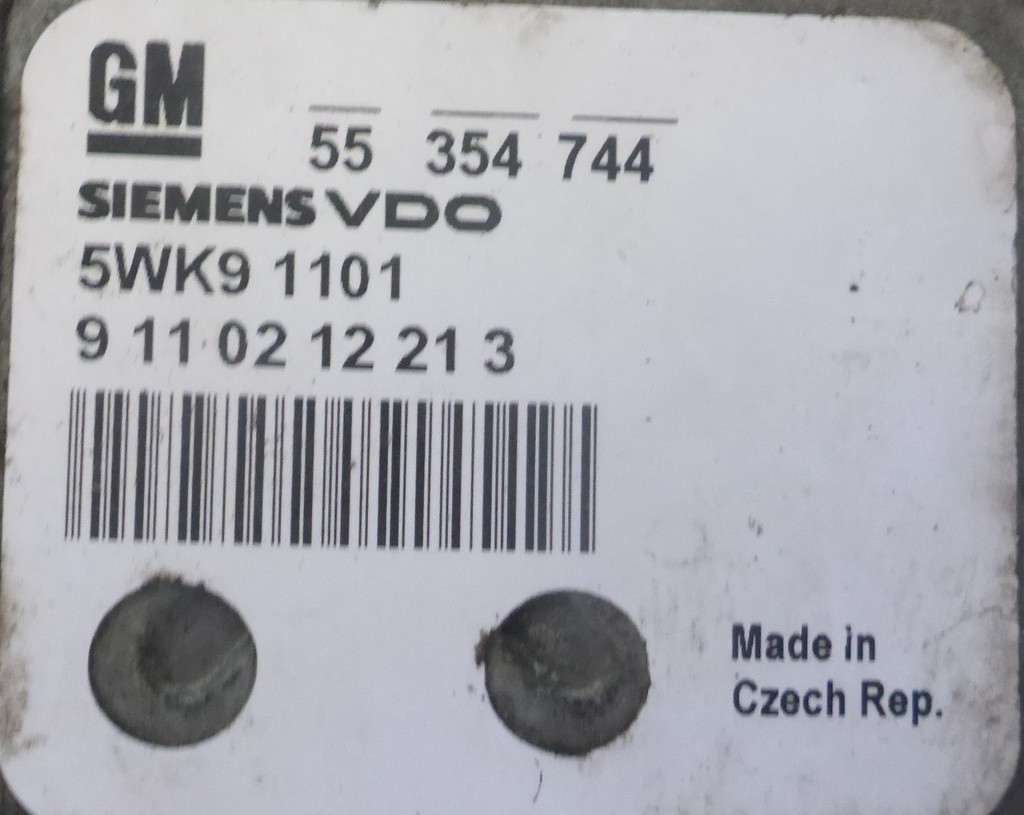 GM
55 354 744
SIEMENS VDO
5WK9 1101
9 11 02 12 21 3
Made in
Czech Rep.